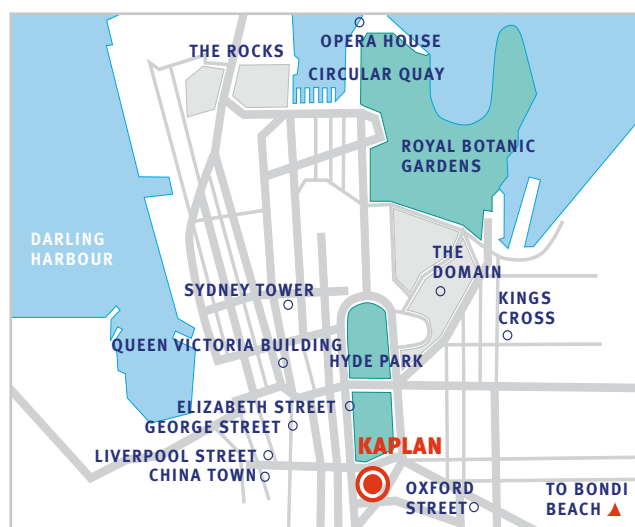 OPERA HOUSE
THE ROCKS
CIRCULAR QUAY
ROYAL BOTANIC
GARDENS
DARLING
HARBOUR
THE
DOMAIN
SYDNEY TOWER
KINGS
CROSS
QUEEN VICTORIA BUILDING
HYDE PARK
ELIZABETH STREET
GEORGE STREET
KAPLAN
LIVERPOOL STREET
CHINA TOWN
OXFORD
STREET
TO BONDI
BEACH